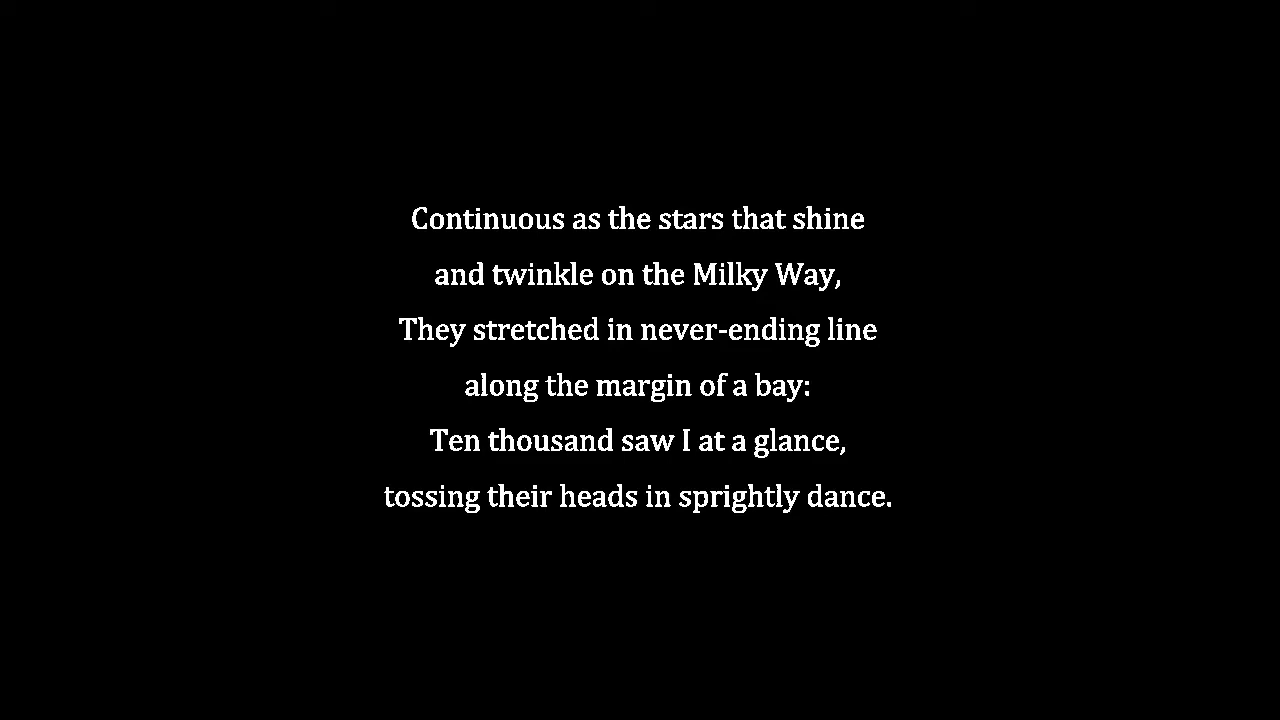 Continuous as the stars that shine
and twinkle on the Milky Way,
They stretched in never-ending line
along the margin of a bay:
Ten thousand saw I at a glance,
tossing their heads in sprightly dance.